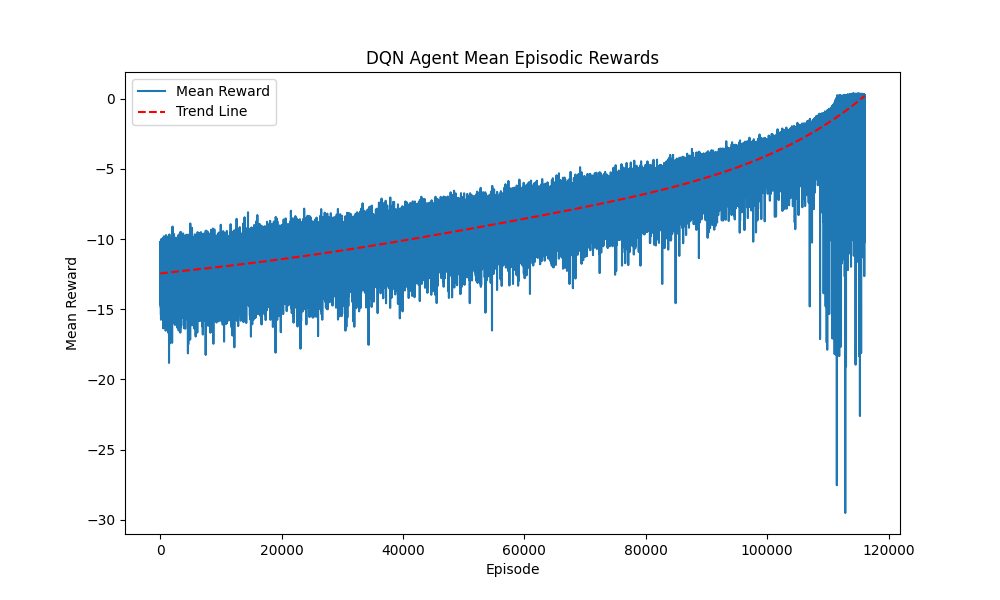 DQN Agent Mean Episodic Rewards
Mean Reward
Trend Line
0
−5
−10
−15
−20
−25
−30
Mean Reward
0
20000
40000
60000
80000
100000
120000
Episode